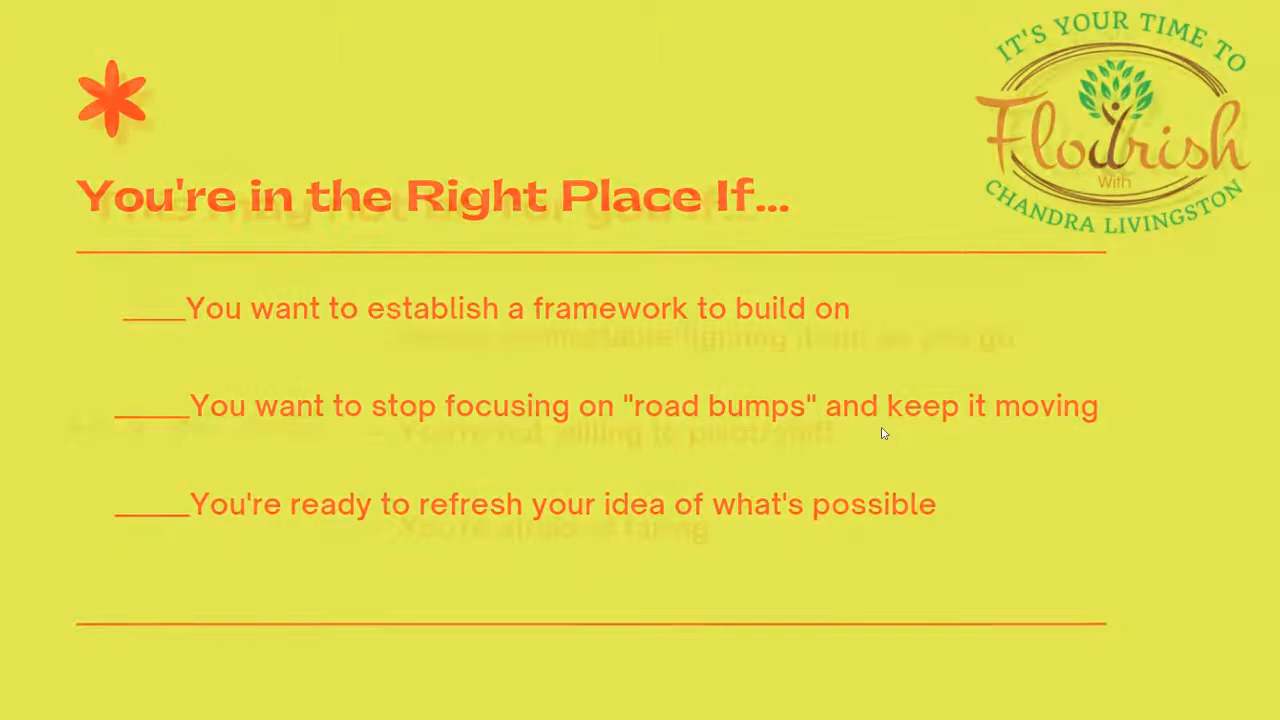 IT'S YOUR TIME TO
Flourish
With
CHANDRA LIVINGSTON
You're in the Right Place If...
____You want to establish a framework to build on
_____You want to stop focusing on "road bumps" and keep it moving
_____You're ready to refresh your idea of what's possible